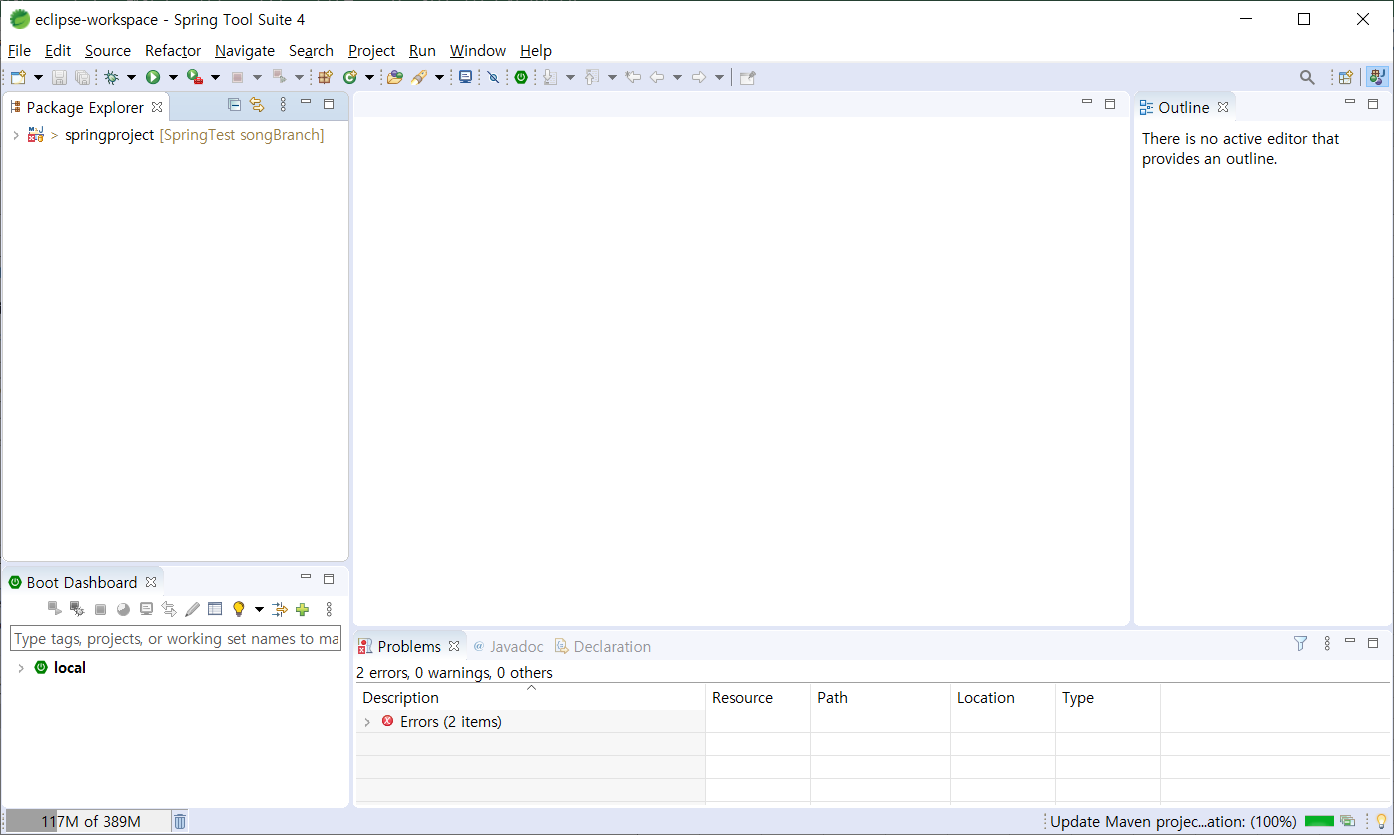 eclipse-workspace - Spring Tool Suite 4
File Edit Source Refactor Navigate Search Project Run Window Help
Package Explorer
> springproject [SpringTest songBranch]
Outline
There is no active editor that
provides an outline.
Boot Dashboard
Type tags, projects, or working set names to ma
local
Problems @ Javadoc Declaration
2 errors, 0 warnings, 0 others
Description Resource Path Location Type
Errors (2 items)
117M of 389M
Update Maven projec...ation: (100%)